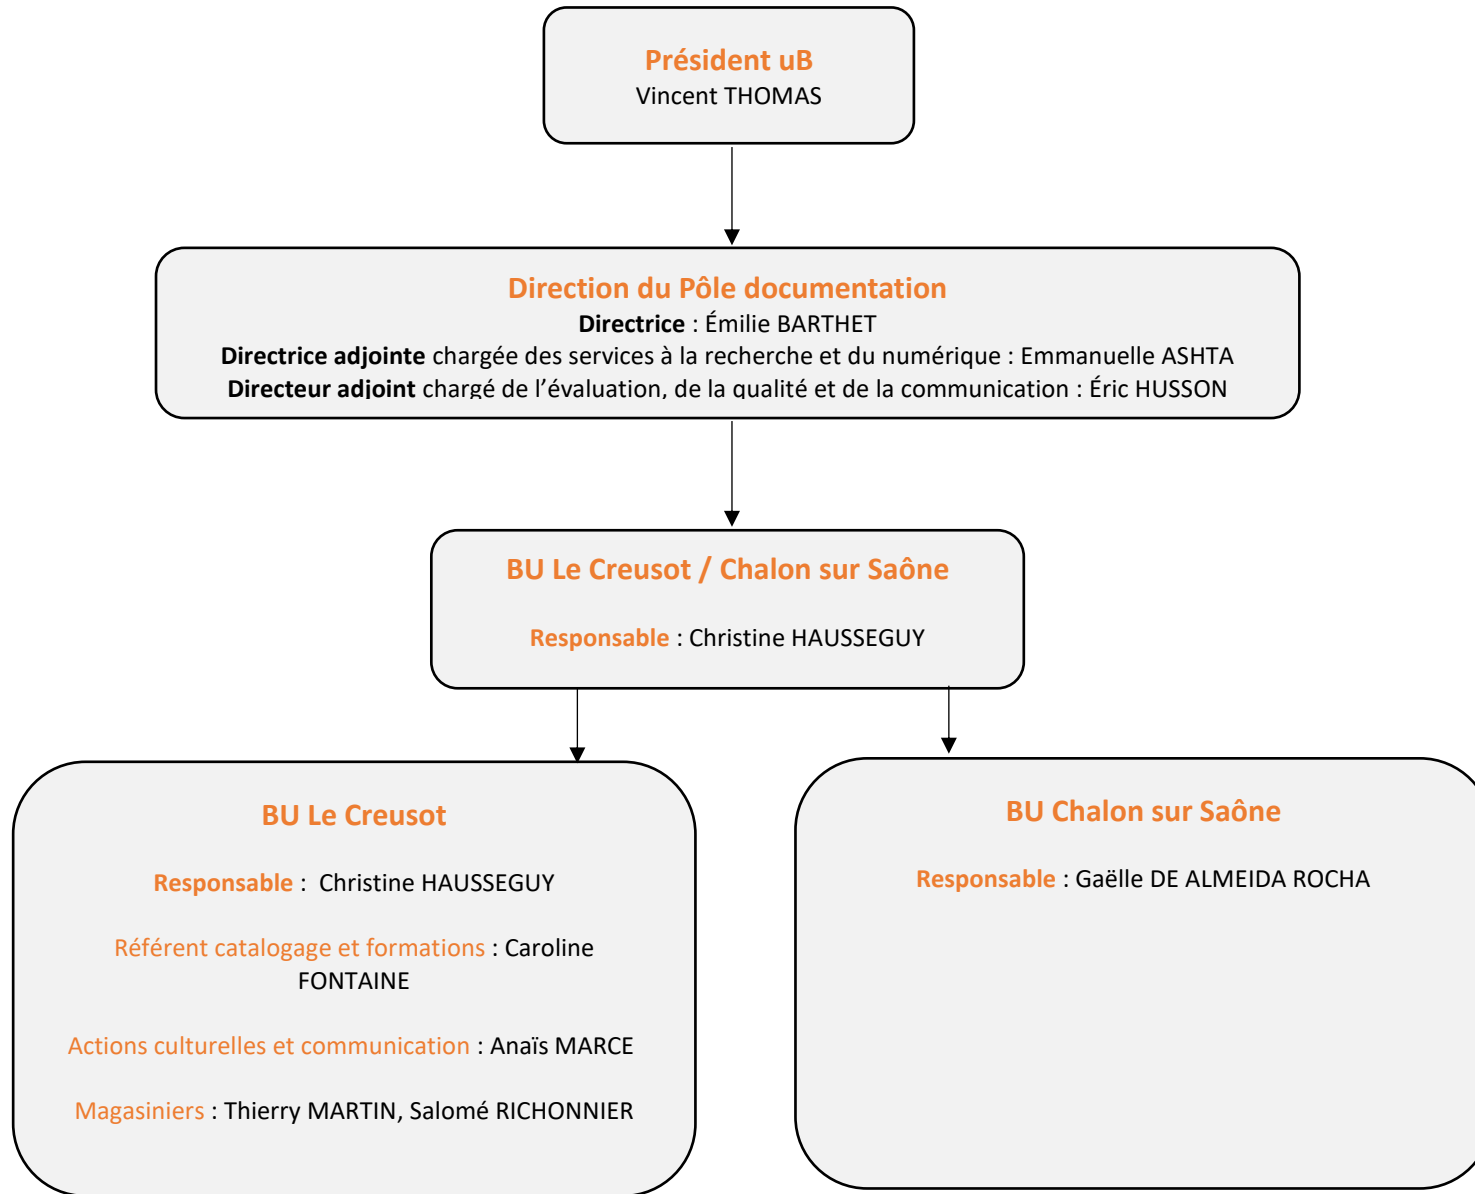 Président uB
Vincent THOMAS
Direction du Pôle documentation
Directrice : Émilie BARTHET
Directrice adjointe chargée des services à la recherche et du numérique : Emmanuelle ASHTA
Directeur adjoint chargé de l’évaluation, de la qualité et de la communication : Éric HUSSON
BU Le Creusot / Chalon sur Saône
Responsable : Christine HAUSSEGUY
BU Le Creusot
Responsable : Christine HAUSSEGUY
Référent catalogage et formations : Caroline
FONTAINE
Actions culturelles et communication : Anaïs MARCE
Magasiniers : Thierry MARTIN, Salomé RICHONNIER
BU Chalon sur Saône
Responsable : Gaëlle DE ALMEIDA ROCHA